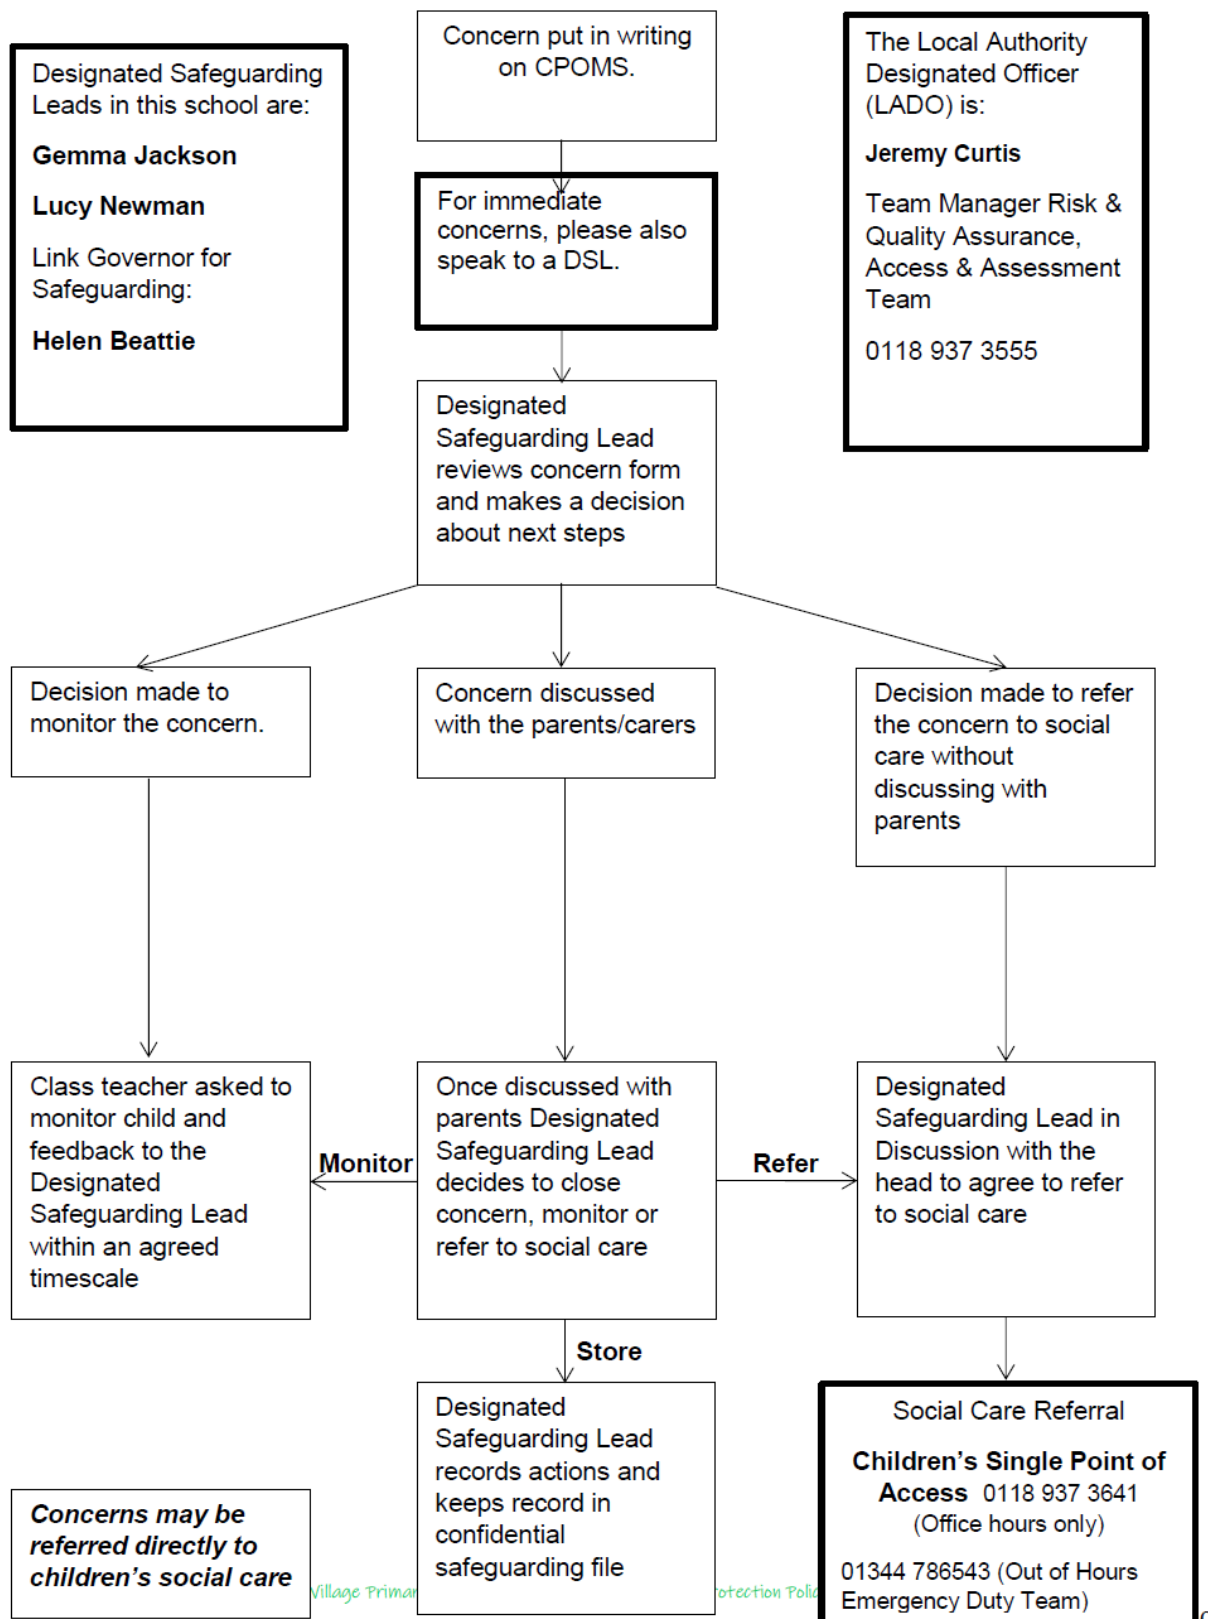 Concern put in writing
on CPOMS.
Designated Safeguarding
Leads in this school are:
Gemma Jackson
Lucy Newman
Link Governor for
Safeguarding:
Helen Beattie
The Local Authority
Designated Officer
(LADO) is:
Jeremy Curtis
Team Manager Risk &
Quality Assurance,
Access & Assessment
Team
0118 937 3555
For immediate
concerns, please also
speak to a DSL.
Designated
Safeguarding Lead
reviews concern form
and makes a decision
about next steps
Decision made to
monitor the concern.
Concern discussed
with the parents/carers
Decision made to refer
the concern to social
care without
discussing with
parents
Class teacher asked to
monitor child and
feedback to the
Designated
Safeguarding Lead
within an agreed
timescale
Monitor
Once discussed with
parents Designated
Safeguarding Lead
decides to close
concern, monitor or
refer to social care
Refer
Designated
Safeguarding Lead in
Discussion with the
head to agree to refer
to social care
Store
Designated
Safeguarding Lead
records actions and
keeps record in
confidential
safeguarding file
Social Care Referral
Children's Single Point of
Access 0118 937 3641
(Office hours only)
01344 786543 (Out of Hours
Emergency Duty Team)
Concerns may be
referred directly to
children's social care
Village Primar
otection Polic